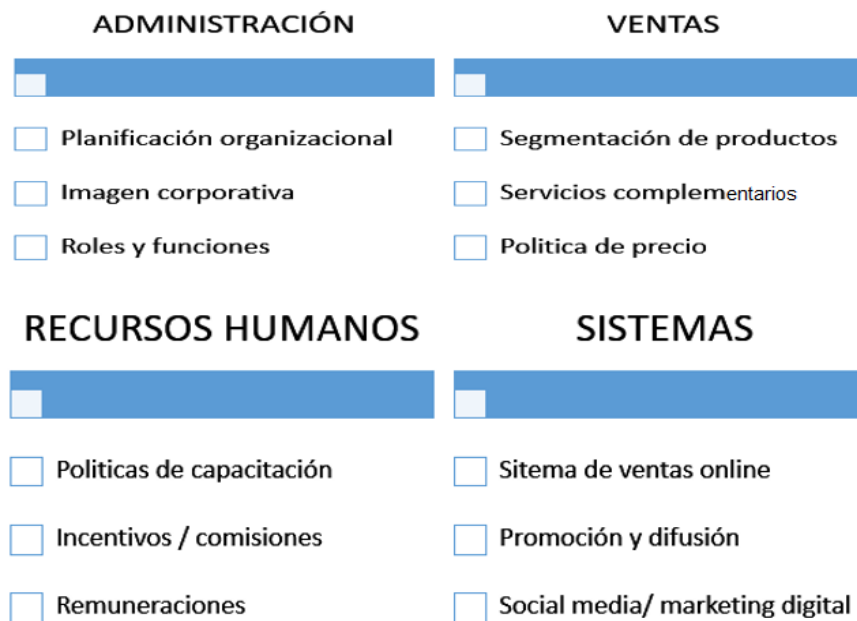 ADMINISTRACIÓN
Planificación organizacional
Imagen corporativa
Roles y funciones
VENTAS
Segmentación de productos
Servicios complementarios
Politica de precio
RECURSOS HUMANOS
Politicas de capacitación
Incentivos / comisiones
Remuneraciones
SISTEMAS
Sitema de ventas online
Promoción y difusión
Social media/ marketing digital